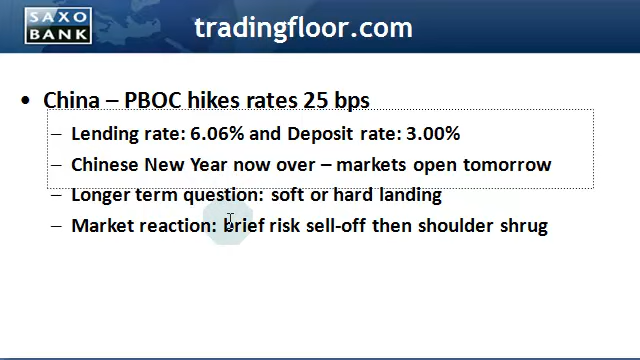 SAXO
BANK
tradingfloor.com
• China – PBOC hikes rates 25 bps
– Lending rate: 6.06% and Deposit rate: 3.00%
– Chinese New Year now over – markets open tomorrow
– Longer term question: soft or hard landing
– Market reaction: brief risk sell-off then shoulder shrug